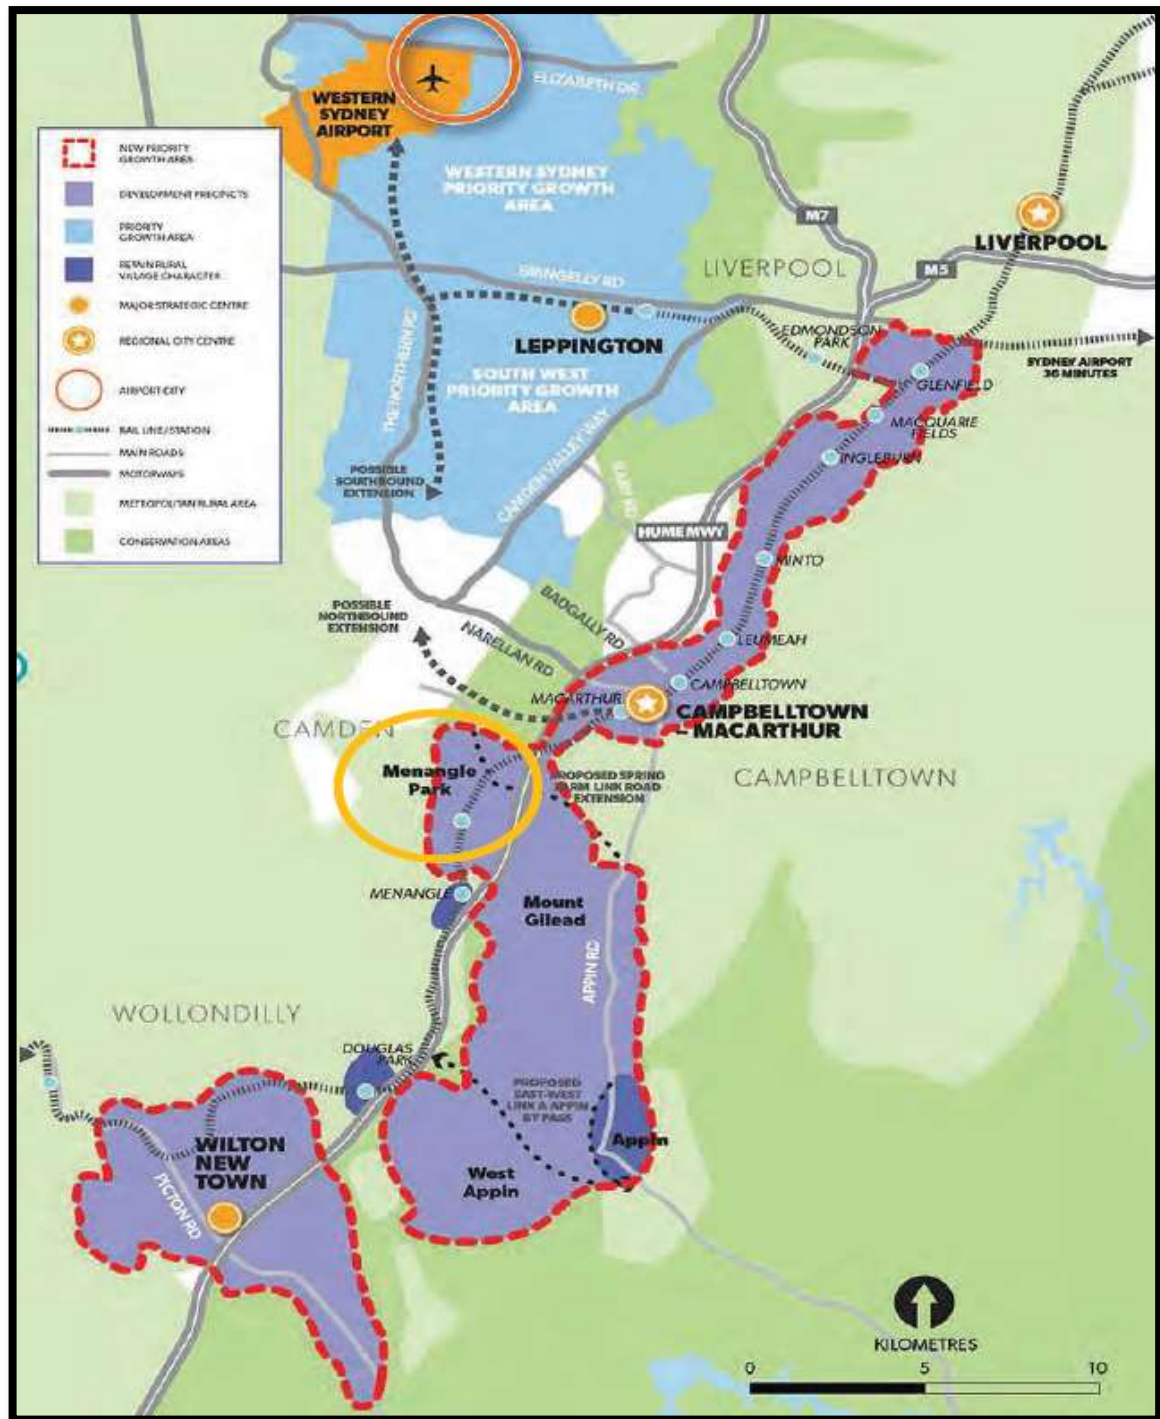 WESTERN
SYDNEY
AIRPORT
ELIZABETH DR
NEW PRIORITY
GROWTH AREA
DEVELOPMENT PRECINCTS
PRIORITY
GROWTH AREA
RETAIN RURAL
VILLAGE CHARACTER
MAJOR STRATEGIC CENTRE
REGIONAL CITY CENTRE
AIRPORT CITY
RAIL LINE/STATION
MAIN ROADS
MOTORWAYS
METROPOLITAN RURAL AREA
CONSERVATION AREAS
WESTERN SYDNEY
PRIORITY GROWTH
AREA
M7
LIVERPOOL
LIVERPOOL
M5
BRINGELLY RD
LEPPINGTON
EDMONDSON
PARK
SYDNEY AIRPORT
36 MINUTES
GLENFIELD
SOUTH WEST
PRIORITY GROWTH
AREA
THE NORTHERN RD
CAMDEN VALLEY WAY
MACQUARIE
FIELDS
INGLEBURN
POSSIBLE
SOUTHBOUND
EXTENSION
RABY RD
HUME MWY
MINTO
POSSIBLE
NORTHBOUND
EXTENSION
BADGALLY RD
NARELLAN RD
LEUMEAH
CAMPBELLTOWN
MACARTHUR
CAMPBELLTOWN
– MACARTHUR
CAMDEN
Menangle
Park
PROPOSED SPRING
FARM LINK ROAD
EXTENSION
CAMPBELLTOWN
MENANGLE
Mount
Gilead
APPIN RD
WOLLONDILLY
DOUGLAS
PARK
PROPOSED
EAST-WEST
LINK & APPIN
BY PASS
Appin
West
Appin
WILTON
NEW
TOWN
PICTON RD
KILOMETRES
0 5 10